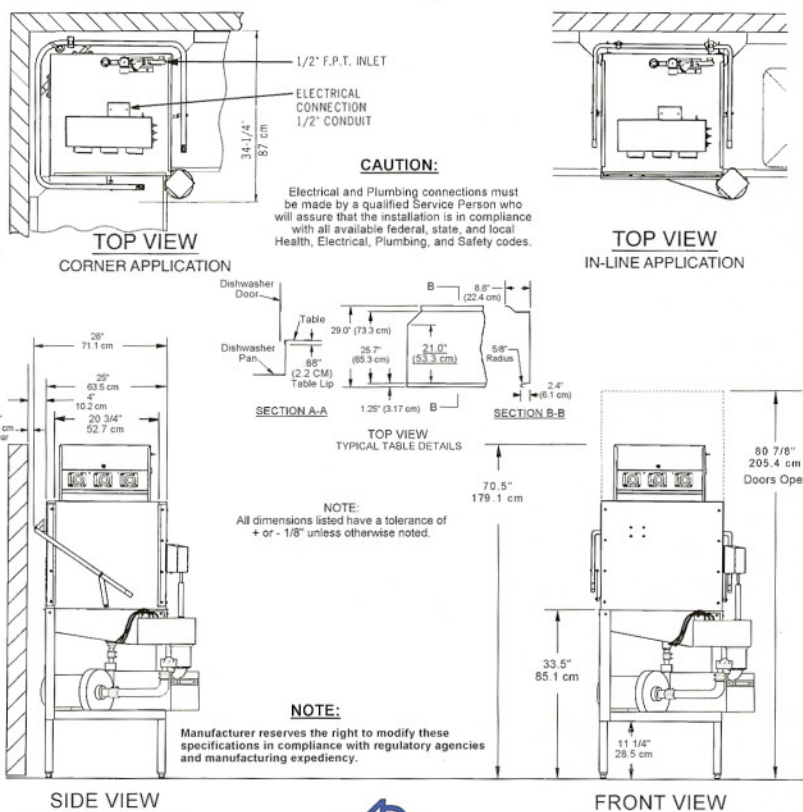 1/2" F.P.T. INLET
ELECTRICAL
CONNECTION
1/2" CONDUIT
34-1/4"
87 cm
CAUTION:
Electrical and Plumbing connections must
be made by a qualified Service Person who
will assure that the installation is in compliance
with all available federal, state, and local
Health, Electrical, Plumbing, and Safety codes.
TOP VIEW
CORNER APPLICATION
TOP VIEW
IN-LINE APPLICATION
Dishwasher
Door
Table
Dishwasher
Pan
88"
(2.2 CM)
Table Lip
SECTION A-A
B
29.0" (73.3 cm)
25.7"
(65.3 cm)
21.0"
(53.3 cm)
1.25" (3.17 cm)
B
8.8"
(22.4 cm)
5/8"
Radius
2.4"
(6.1 cm)
SECTION B-B
TOP VIEW
TYPICAL TABLE DETAILS
28"
71.1 cm
25"
63.5 cm
4"
10.2 cm
20 3/4"
52.7 cm
"
cm
ar
NOTE:
All dimensions listed have a tolerance of
+ or - 1/8" unless otherwise noted.
70.5"
179.1 cm
80 7/8"
205.4 cm
Doors Ope
33.5"
85.1 cm
11 1/4"
28.5 cm
NOTE:
Manufacturer reserves the right to modify these
specifications in compliance with regulatory agencies
and manufacturing expediency.
SIDE VIEW
FRONT VIEW